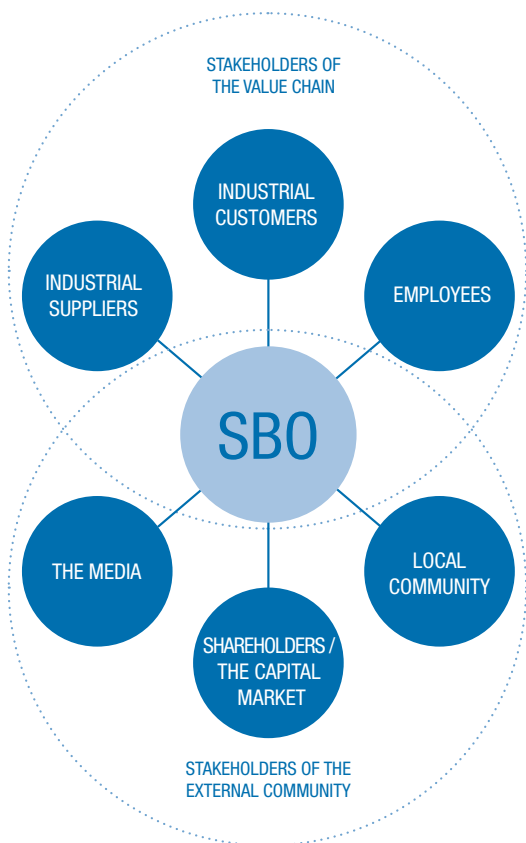 STAKEHOLDERS OF
THE VALUE CHAIN
INDUSTRIAL
CUSTOMERS
INDUSTRIAL
SUPPLIERS
EMPLOYEES
SBO
THE MEDIA
LOCAL
COMMUNITY
SHAREHOLDERS /
THE CAPITAL
MARKET
STAKEHOLDERS OF THE
EXTERNAL COMMUNITY